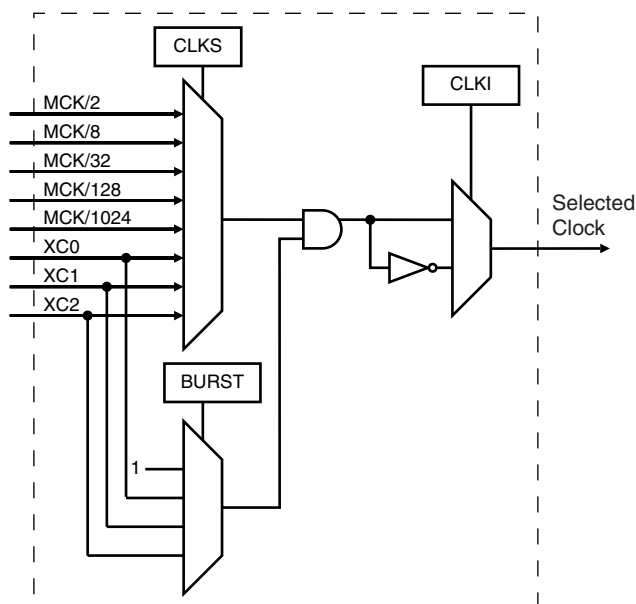 CLKS
CLKI
MCK/2
MCK/8
MCK/32
MCK/128
MCK/1024
XC0
XC1
XC2
Selected
Clock
BURST
1